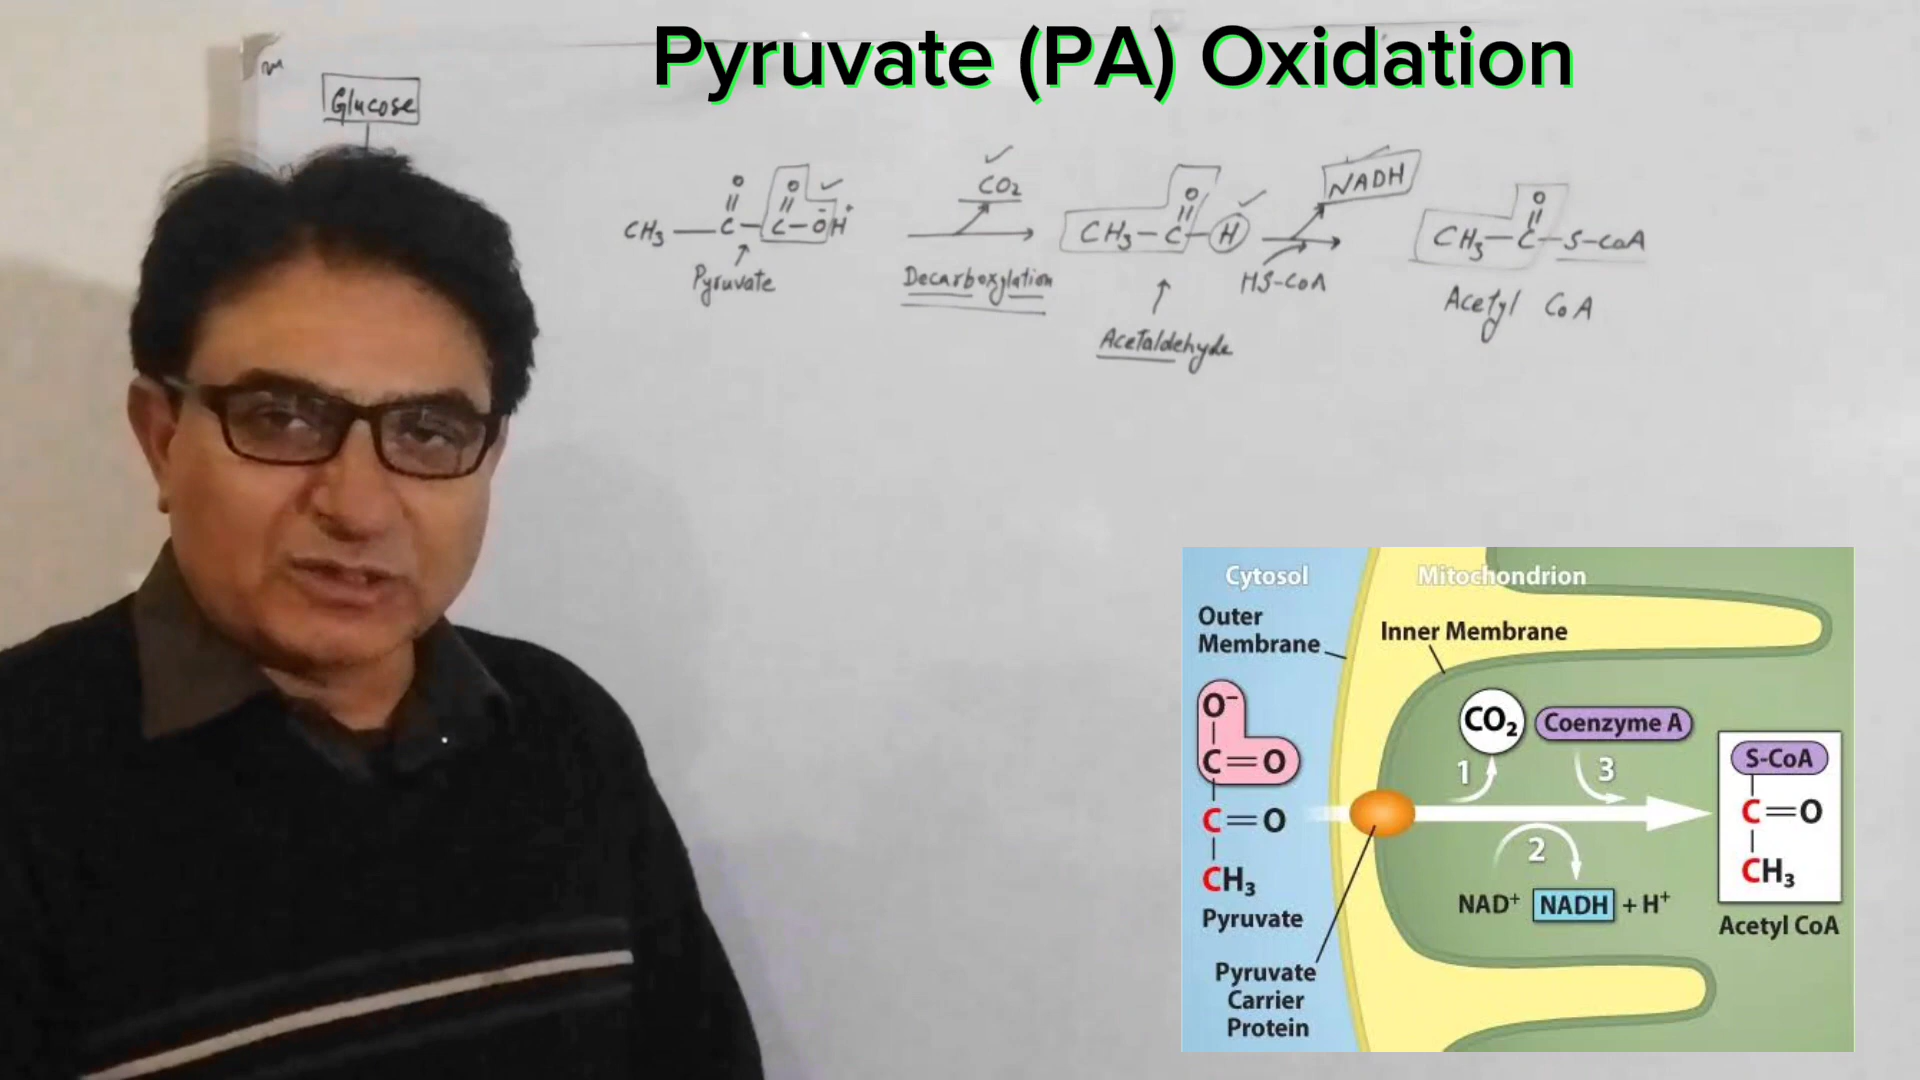 Pyruvate (PA) Oxidation
Glucose
O O
|| ||
CH3 — C — C — ŌH+
Pyruvate
CO2
Decarboxylation
O
||
CH3 — C — H
Acetaldehyde
NADH
HS-CoA
O
||
CH3 — C — S-CoA
Acetyl CoA
Cytosol
Mitochondrion
Outer
Membrane
Inner Membrane
O⁻
C=O
C=O
CH₃
Pyruvate
Pyruvate
Carrier
Protein
CO₂
Coenzyme A
1
3
2
NAD⁺ NADH + H⁺
S-CoA
C=O
CH₃
Acetyl CoA